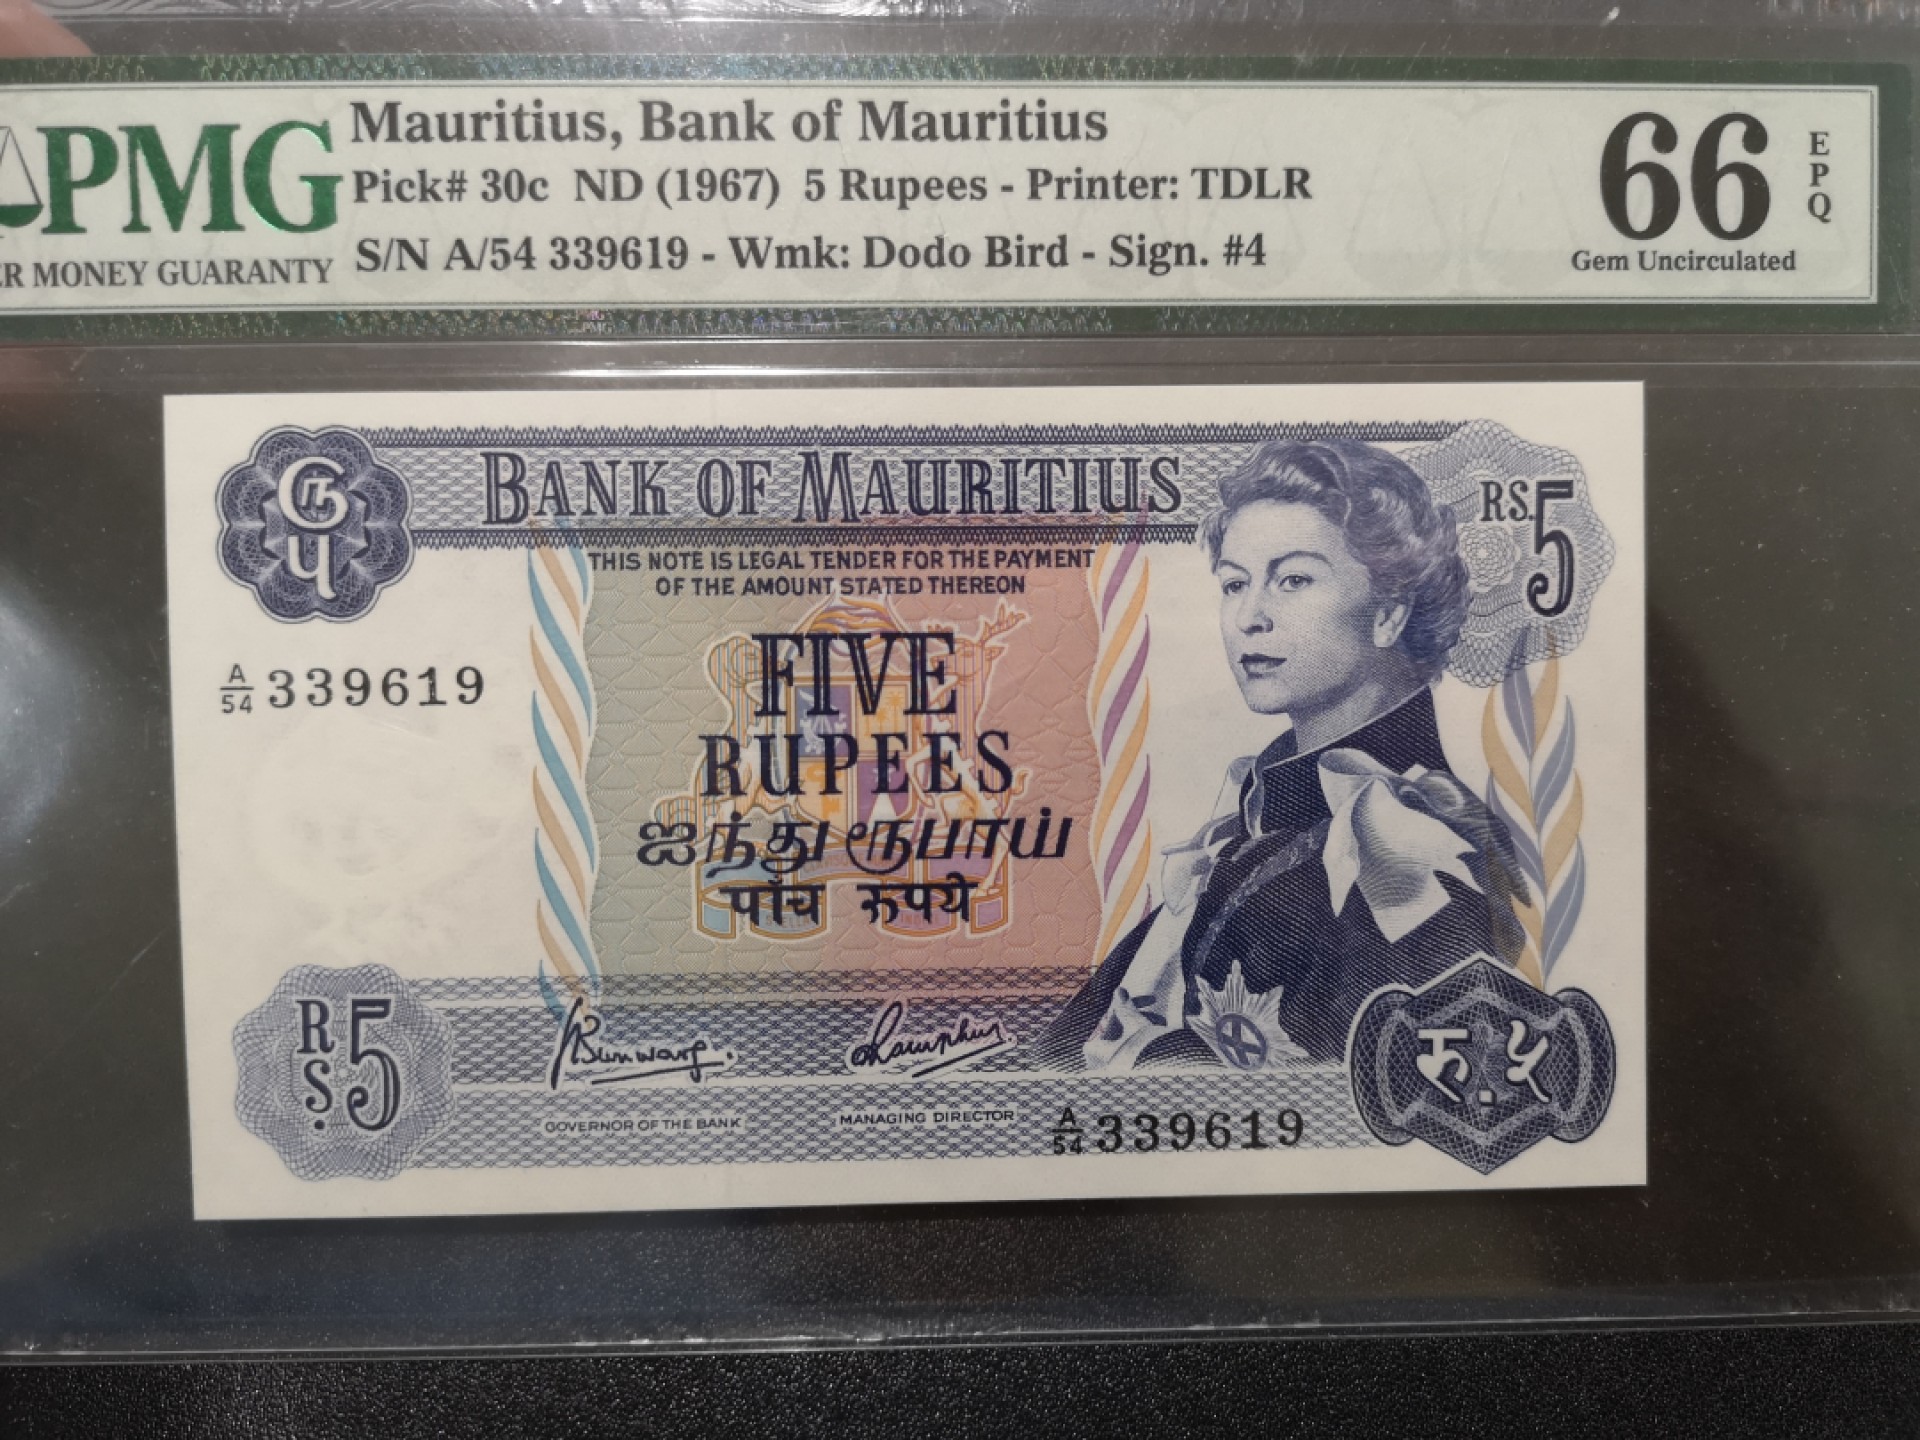 PMG
ER MONEY GUARANTY
Mauritius, Bank of Mauritius
Pick# 30c ND (1967) 5 Rupees - Printer: TDLR
S/N A/54 339619 - Wmk: Dodo Bird - Sign. #4
66
EPQ
Gem Uncirculated
BANK OF MAURITIUS
RS.5
THIS NOTE IS LEGAL TENDER FOR THE PAYMENT
OF THE AMOUNT STATED THEREON
A/54 339619
FIVE
RUPEES
ஐந்து ரூபாய்
पांच रुपये
Rs.5
GOVERNOR OF THE BANK
MANAGING DIRECTOR
A/54 339619
रु.५